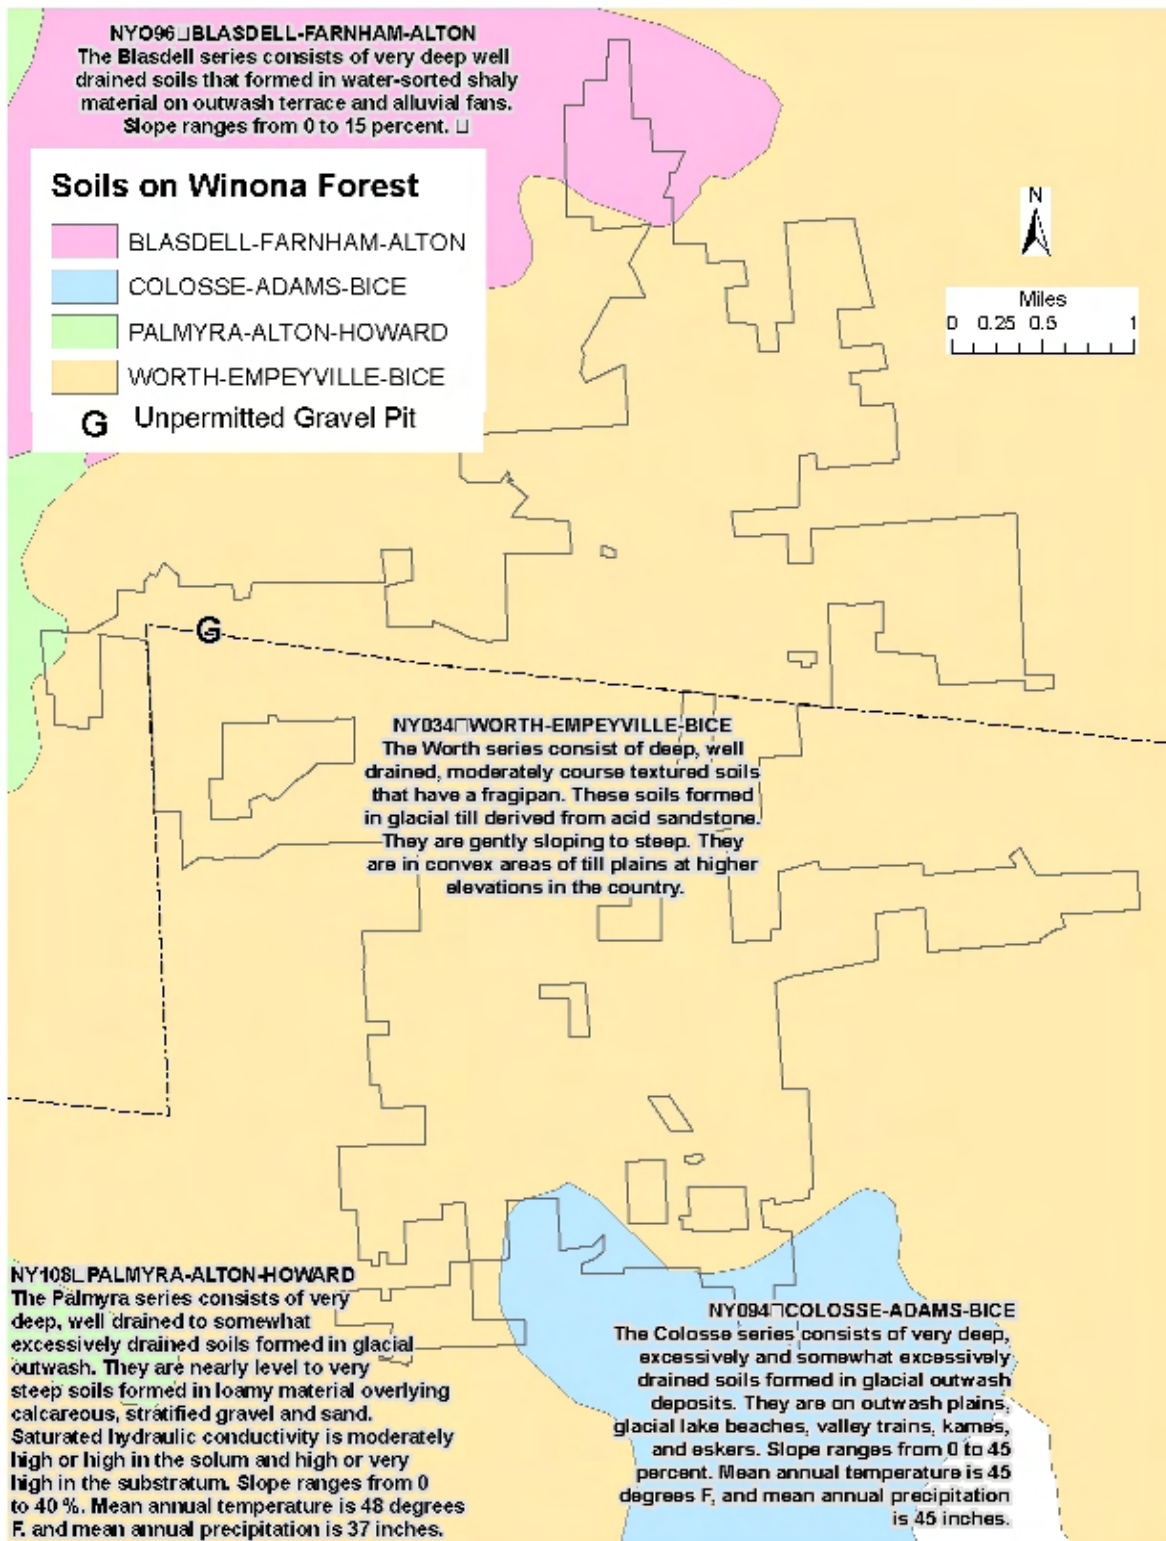 NYO96□BLASDELL-FARNHAM-ALTON
The Blasdell series consists of very deep well
drained soils that formed in water-sorted shaly
material on outwash terrace and alluvial fans.
Slope ranges from 0 to 15 percent. □
Soils on Winona Forest
BLASDELL-FARNHAM-ALTON
COLOSSE-ADAMS-BICE
PALMYRA-ALTON-HOWARD
WORTH-EMPEYVILLE-BICE
G Unpermitted Gravel Pit
N
Miles
0 0.25 0.5 1
G
NY034□WORTH-EMPEYVILLE-BICE
The Worth series consist of deep, well
drained, moderately course textured soils
that have a fragipan. These soils formed
in glacial till derived from acid sandstone.
They are gently sloping to steep. They
are in convex areas of till plains at higher
elevations in the country.
NY108□PALMYRA-ALTON-HOWARD
The Palmyra series consists of very
deep, well drained to somewhat
excessively drained soils formed in glacial
outwash. They are nearly level to very
steep soils formed in loamy material overlying
calcareous, stratified gravel and sand.
Saturated hydraulic conductivity is moderately
high or high in the solum and high or very
high in the substratum. Slope ranges from 0
to 40 %. Mean annual temperature is 48 degrees
F. and mean annual precipitation is 37 inches.
NY094□COLOSSE-ADAMS-BICE
The Colosse series consists of very deep,
excessively and somewhat excessively
drained soils formed in glacial outwash
deposits. They are on outwash plains,
glacial lake beaches, valley trains, kames,
and eskers. Slope ranges from 0 to 45
percent. Mean annual temperature is 45
degrees F, and mean annual precipitation
is 45 inches.